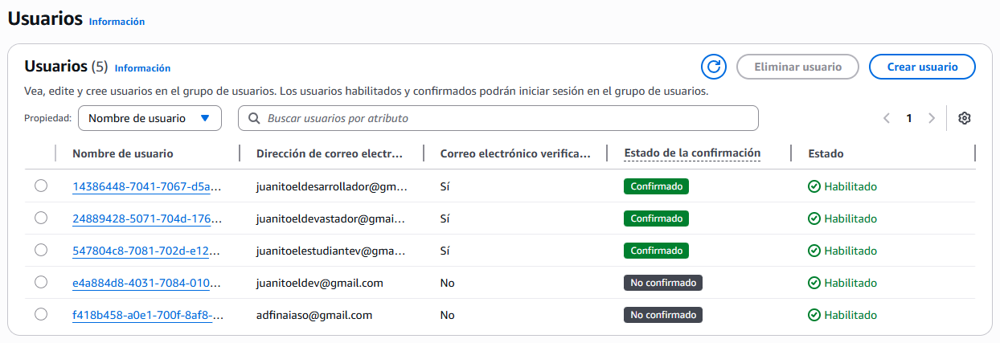 Usuarios Información
Usuarios (5) Información
Eliminar usuario
Crear usuario
Vea, edite y cree usuarios en el grupo de usuarios. Los usuarios habilitados y confirmados podrán iniciar sesión en el grupo de usuarios.
Propiedad: Nombre de usuario Buscar usuarios por atributo 1
Nombre de usuario Dirección de correo electr... Correo electrónico verifica... Estado de la confirmación Estado
14386448-7041-7067-d5a... juanitoeldesarrollador@gm... Sí Confirmado Habilitado
24889428-5071-704d-176... juanitoeldevastador@gmai... Sí Confirmado Habilitado
547804c8-7081-702d-e12... juanitoelestudiantev@gma... Sí Confirmado Habilitado
e4a884d8-4031-7084-010... juanitoeldev@gmail.com No No confirmado Habilitado
f418b458-a0e1-700f-8af8-... adfinaiaso@gmail.com No No confirmado Habilitado